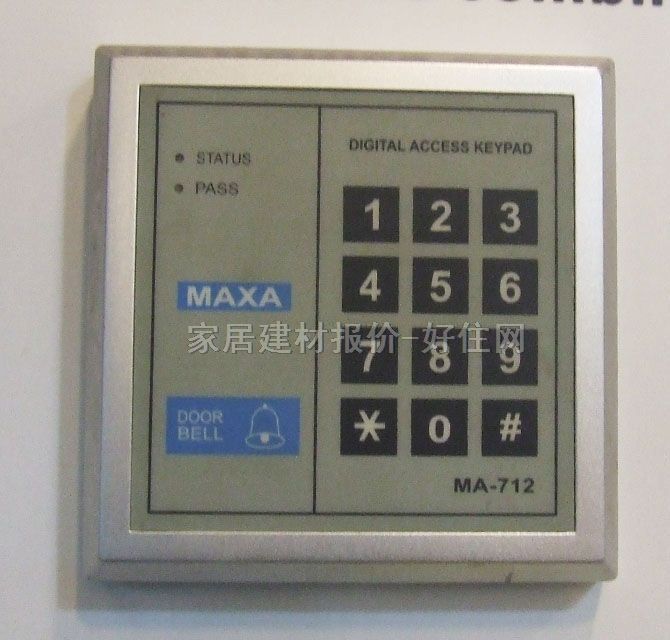 STATUS
PASS
MAXA
DOOR
BELL
DIGITAL ACCESS KEYPAD
1 2 3
4 5 6
7 8 9
* 0 #
MA-712
家居建材报价-好住网